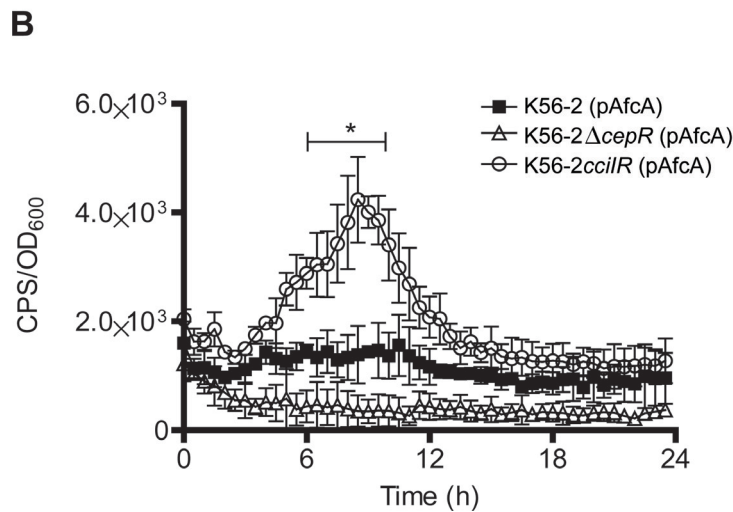 B
6.0×10³
4.0×10³
2.0×10³
0
CPS/OD₆₀₀
*
K56-2 (pAfcA)
K56-2ΔcepR (pAfcA)
K56-2cciIR (pAfcA)
0 6 12 18 24
Time (h)